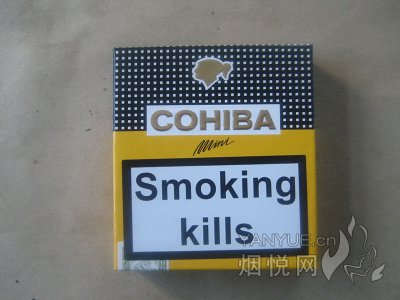 COHIBA
Mini
Smoking
kills
YANYUE.cn
烟悦网